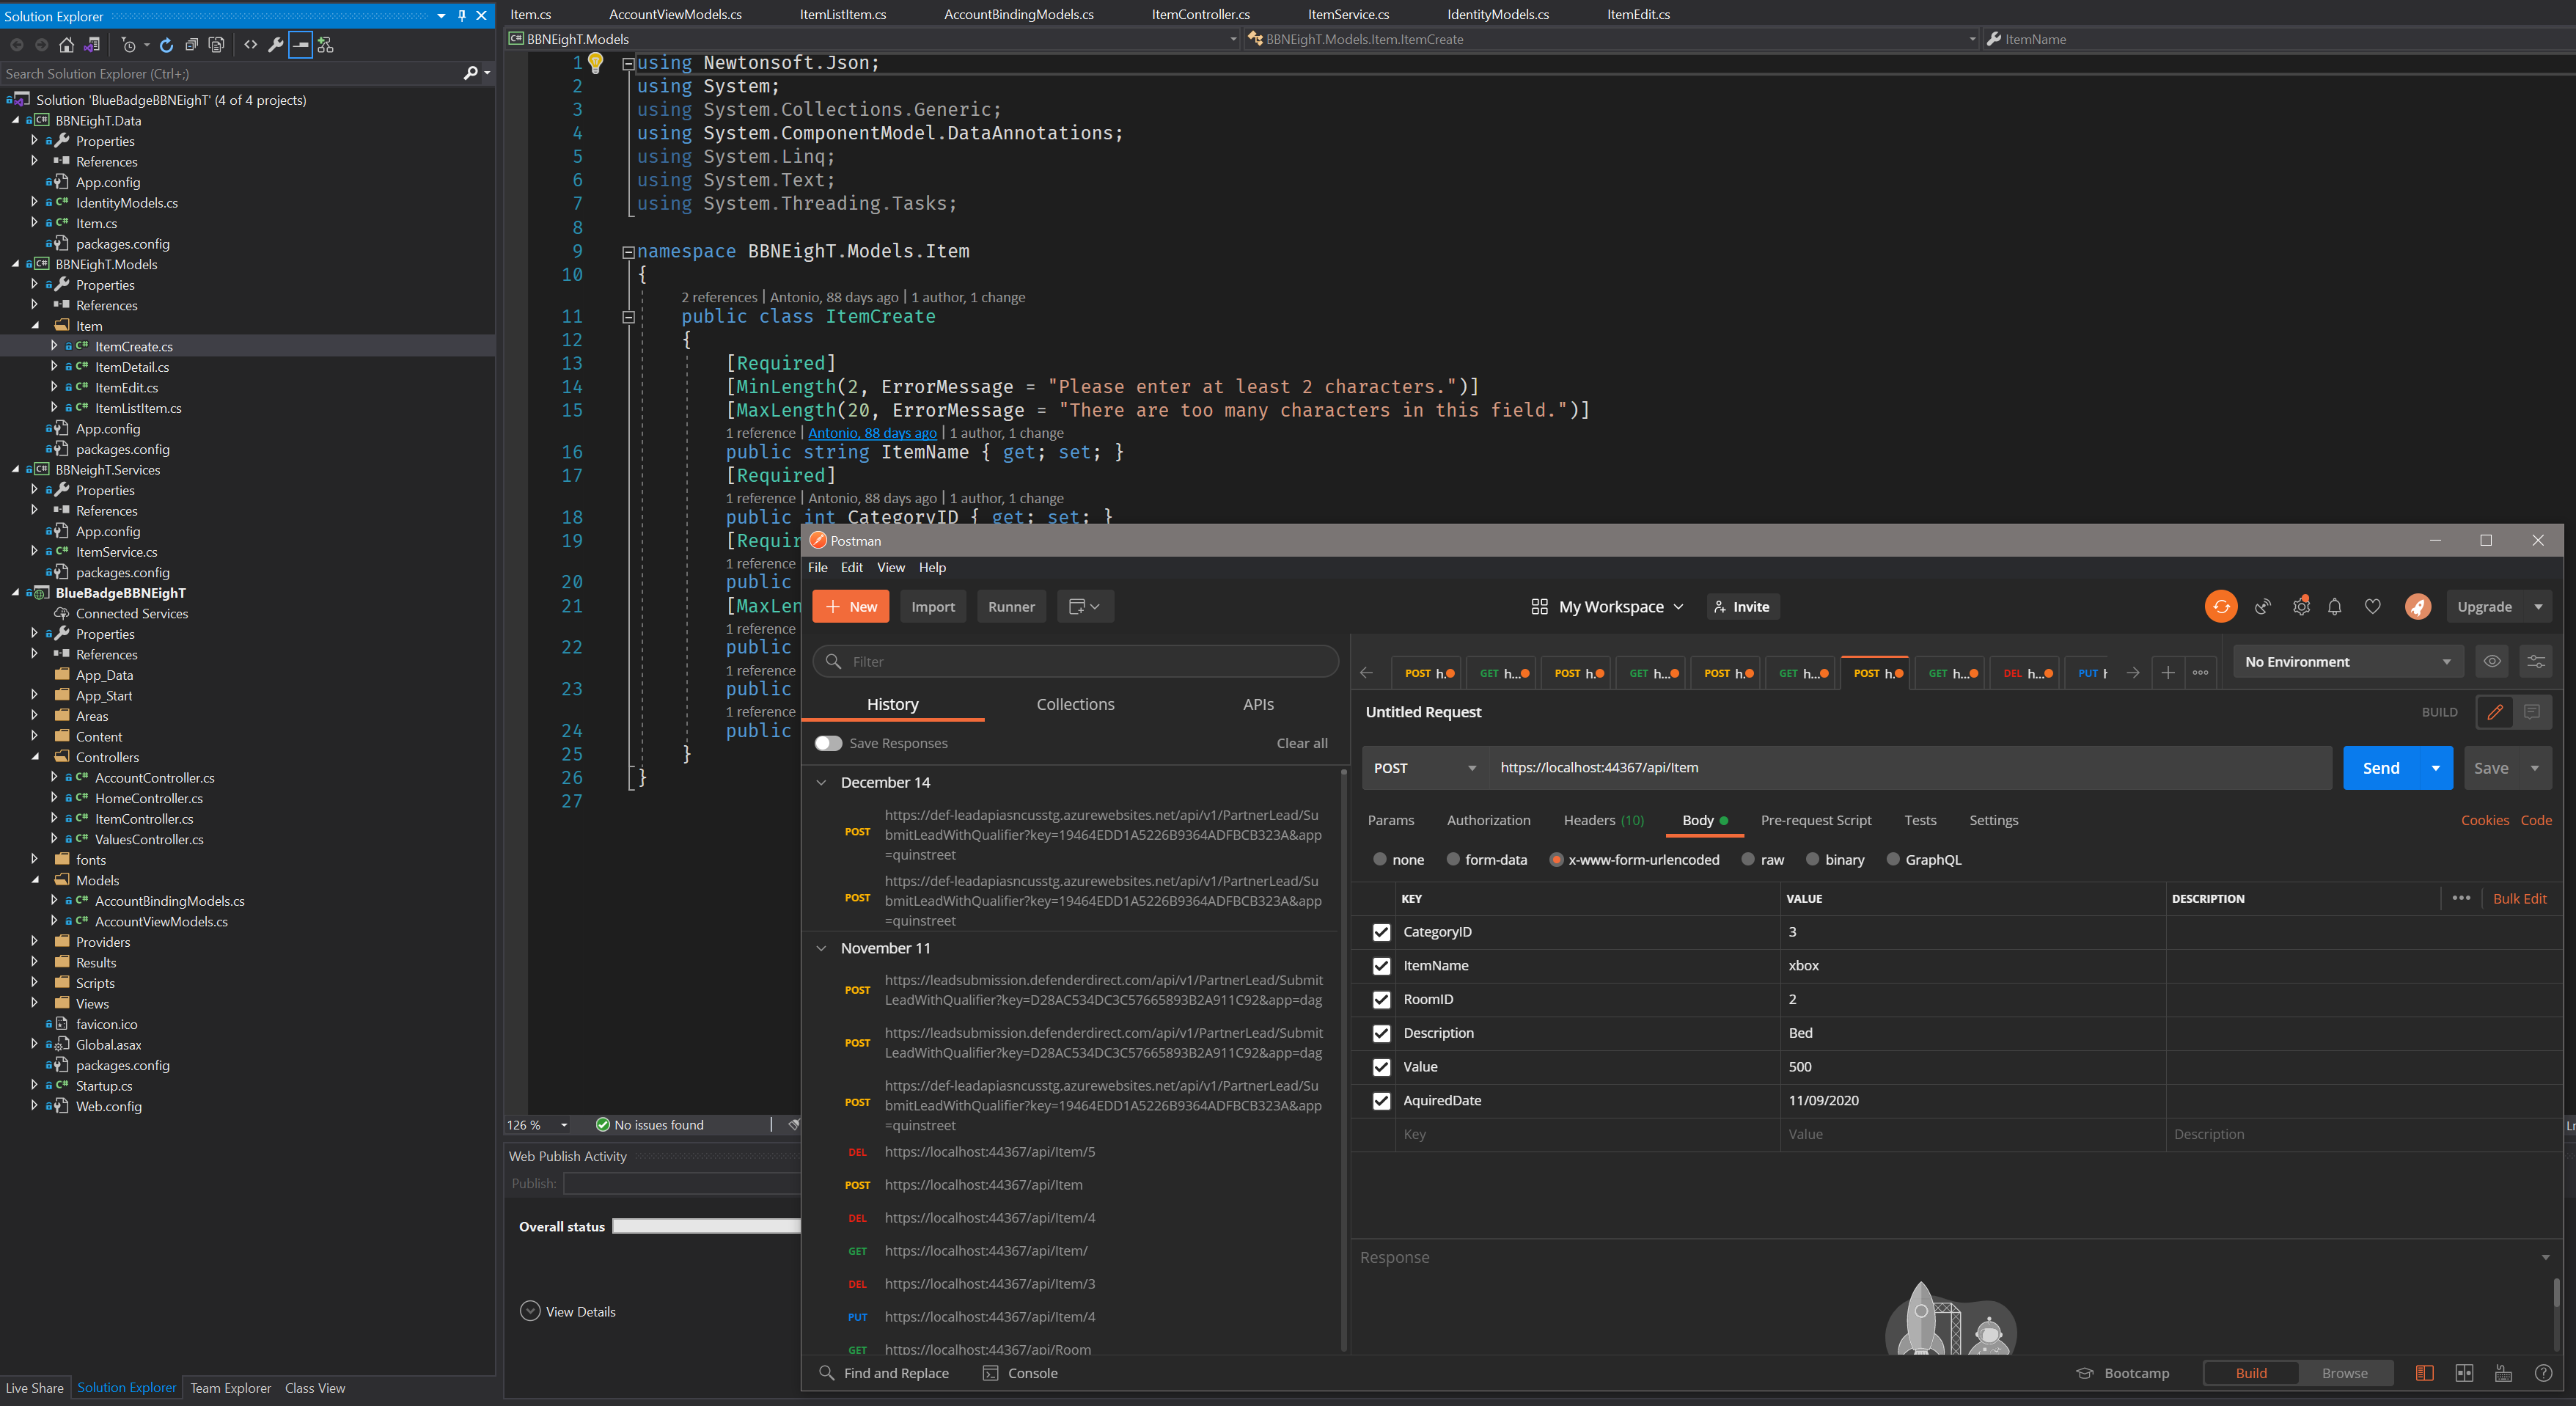 Solution Explorer
Search Solution Explorer (Ctrl+;)
Solution 'BlueBadgeBBNEighT' (4 of 4 projects)
BBNEighT.Data
Properties
References
App.config
IdentityModels.cs
Item.cs
packages.config
BBNEighT.Models
Properties
References
Item
ItemCreate.cs
ItemDetail.cs
ItemEdit.cs
ItemListItem.cs
App.config
packages.config
BBNeighT.Services
Properties
References
App.config
ItemService.cs
packages.config
BlueBadgeBBNEighT
Connected Services
Properties
References
App_Data
App_Start
Areas
Content
Controllers
AccountController.cs
HomeController.cs
ItemController.cs
ValuesController.cs
fonts
Models
AccountBindingModels.cs
AccountViewModels.cs
Providers
Results
Scripts
Views
favicon.ico
Global.asax
packages.config
Startup.cs
Web.config
Live Share Solution Explorer Team Explorer Class View
Item.cs AccountViewModels.cs ItemListItem.cs AccountBindingModels.cs ItemController.cs ItemService.cs IdentityModels.cs ItemEdit.cs
BBNEighT.Models BBNEighT.Models.Item.ItemCreate ItemName
1 using Newtonsoft.Json;
2 using System;
3 using System.Collections.Generic;
4 using System.ComponentModel.DataAnnotations;
5 using System.Linq;
6 using System.Text;
7 using System.Threading.Tasks;
8
9 namespace BBNEighT.Models.Item
10 {
2 references | Antonio, 88 days ago | 1 author, 1 change
11 public class ItemCreate
12 {
13 [Required]
14 [MinLength(2, ErrorMessage = "Please enter at least 2 characters.")]
15 [MaxLength(20, ErrorMessage = "There are too many characters in this field.")]
1 reference | Antonio, 88 days ago | 1 author, 1 change
16 public string ItemName { get; set; }
17 [Required]
1 reference | Antonio, 88 days ago | 1 author, 1 change
18 public int CategoryID { get; set; }
19 [Requir
1 reference
20 public
21 [MaxLen
1 reference
22 public
1 reference
23 public
1 reference
24 public
25 }
26 }
27
126 % No issues found
Web Publish Activity
Publish:
Overall status
View Details
Postman
File Edit View Help
New Import Runner My Workspace Invite Upgrade
Filter
History Collections APIs
Save Responses Clear all
December 14
POST https://def-leadapiasncusstg.azurewebsites.net/api/v1/PartnerLead/Su
bmitLeadWithQualifier?key=19464EDD1A5226B9364ADFBCB323A&app
=quinstreet
POST https://def-leadapiasncusstg.azurewebsites.net/api/v1/PartnerLead/Su
bmitLeadWithQualifier?key=19464EDD1A5226B9364ADFBCB323A&app
=quinstreet
November 11
POST https://leadsubmission.defenderdirect.com/api/v1/PartnerLead/Submit
LeadWithQualifier?key=D28AC534DC3C57665893B2A911C92&app=dag
POST https://leadsubmission.defenderdirect.com/api/v1/PartnerLead/Submit
LeadWithQualifier?key=D28AC534DC3C57665893B2A911C92&app=dag
POST https://def-leadapiasncusstg.azurewebsites.net/api/v1/PartnerLead/Su
bmitLeadWithQualifier?key=19464EDD1A5226B9364ADFBCB323A&app
=quinstreet
DEL https://localhost:44367/api/Item/5
POST https://localhost:44367/api/Item
DEL https://localhost:44367/api/Item/4
GET https://localhost:44367/api/Item/
DEL https://localhost:44367/api/Item/3
PUT https://localhost:44367/api/Item/4
GET https://localhost:44367/api/Room
Find and Replace Console
POST h. GET h... POST h. GET h... POST h. GET h... POST h. GET h... DEL h... PUT h No Environment
Untitled Request BUILD
POST https://localhost:44367/api/Item Send Save
Params Authorization Headers (10) Body Pre-request Script Tests Settings Cookies Code
none form-data x-www-form-urlencoded raw binary GraphQL
KEY VALUE DESCRIPTION Bulk Edit
CategoryID 3
ItemName xbox
RoomID 2
Description Bed
Value 500
AquiredDate 11/09/2020
Key Value Description
Response
Bootcamp Build Browse